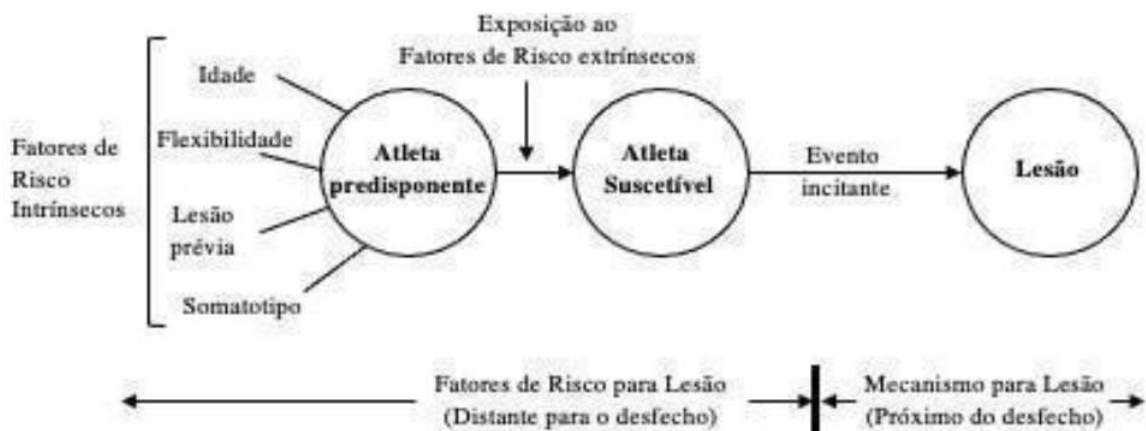 Exposição ao
Fatores de Risco extrínsecos
Fatores de
Risco
Intrínsecos
Idade
Flexibilidade
Lesão
prévia
Somatotipo
Atleta
predisponente
Atleta
Suscetível
Evento
incitante
Lesão
Fatores de Risco para Lesão
(Distante para o desfecho)
Mecanismo para Lesão
(Próximo do desfecho)